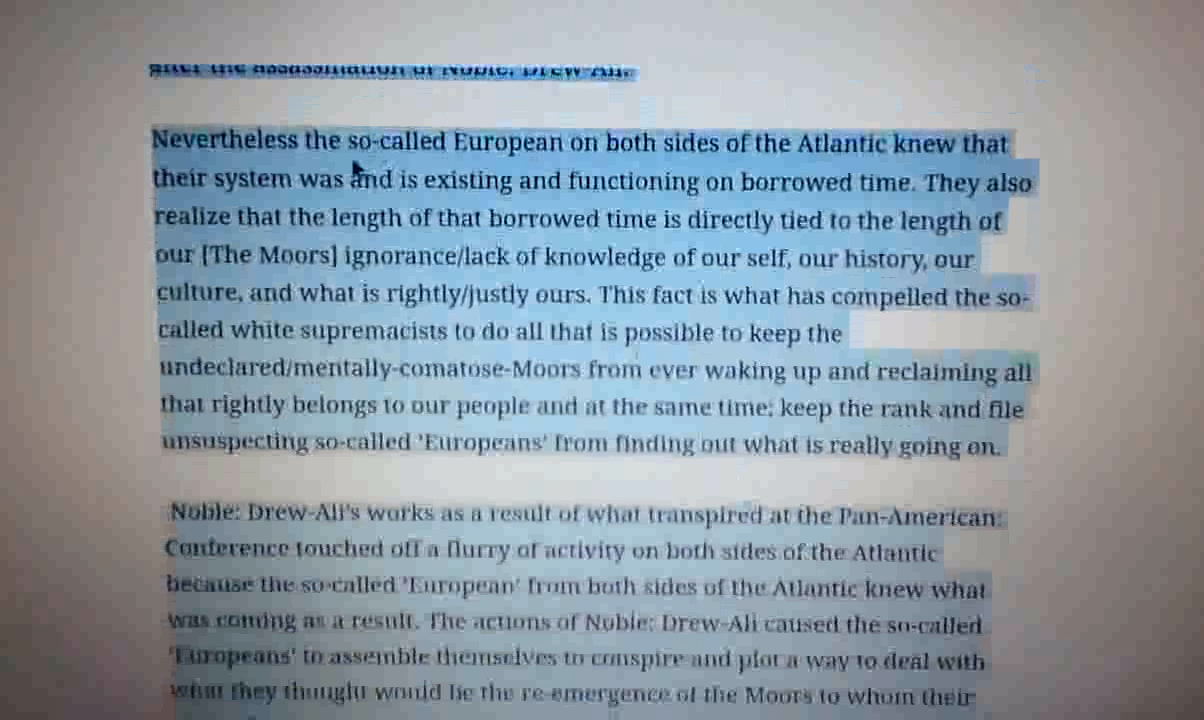 after the assassination of Noble: Drew-Ali.
Nevertheless the so-called European on both sides of the Atlantic knew that
their system was and is existing and functioning on borrowed time. They also
realize that the length of that borrowed time is directly tied to the length of
our [The Moors] ignorance/lack of knowledge of our self, our history, our
culture, and what is rightly/justly ours. This fact is what has compelled the so-
called white supremacists to do all that is possible to keep the
undeclared/mentally-comatose-Moors from ever waking up and reclaiming all
that rightly belongs to our people and at the same time; keep the rank and file
unsuspecting so-called 'Europeans' from finding out what is really going on.
Noble: Drew-Ali's works as a result of what transpired at the Pan-American:
Conference touched off a flurry of activity on both sides of the Atlantic
because the so-called 'European' from both sides of the Atlantic knew what
was coming as a result. The actions of Noble: Drew-Ali caused the so-called
'Europeans' to assemble themselves to conspire and plot a way to deal with
what they thought would be the re-emergence of the Moors to whom their